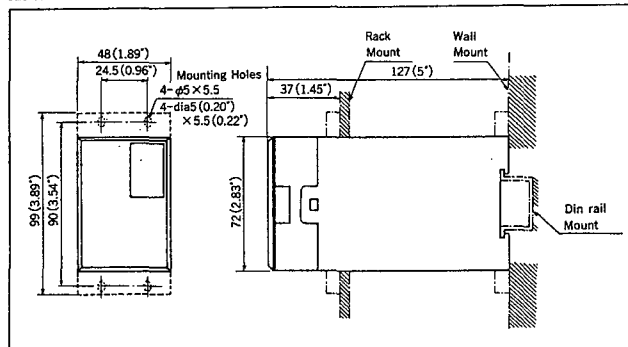 48(1.89")
24.5(0.96")
Mounting Holes
4-φ5×5.5
4-dia5(0.20")
×5.5(0.22")
99(3.89")
90(3.54")
Rack
Mount
Wall
Mount
127(5")
37(1.45")
72(2.83")
Din rail
Mount